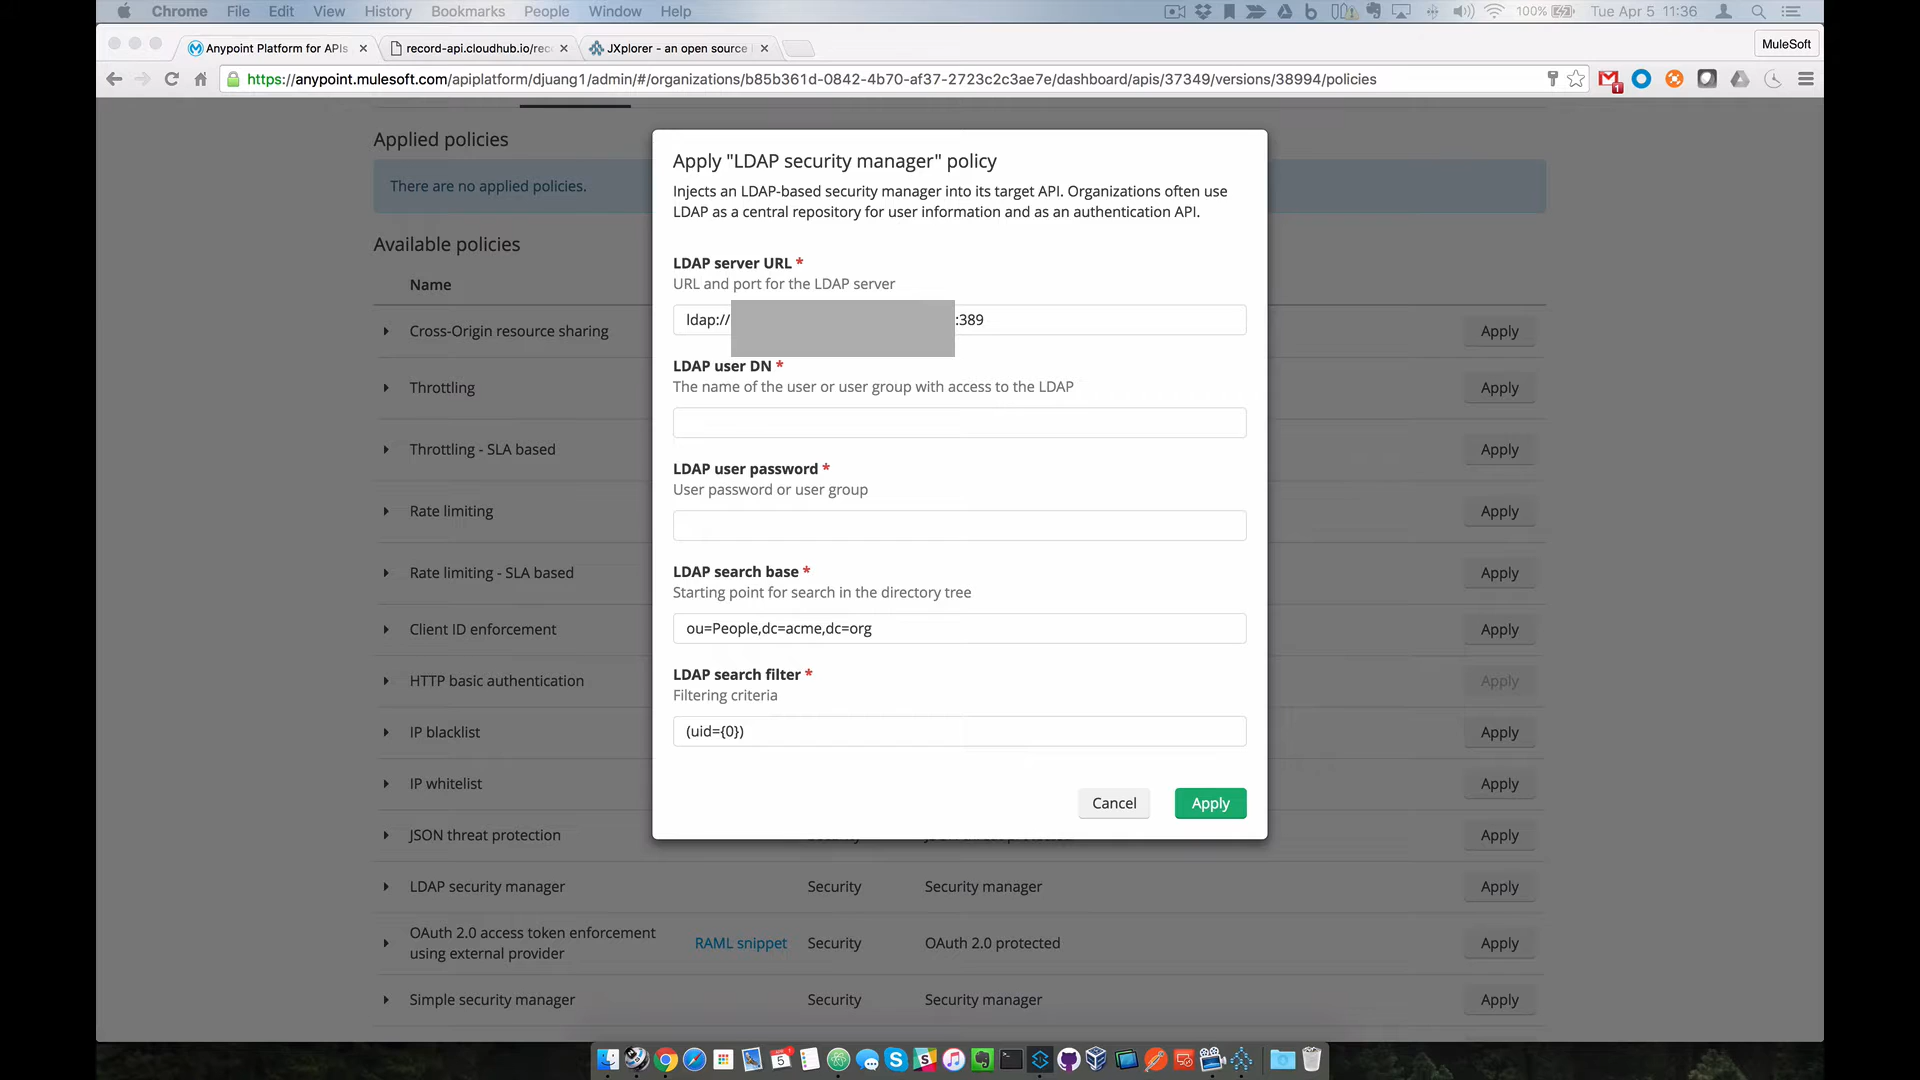 Chrome File Edit View History Bookmarks People Window Help 100% Tue Apr 5 11:36
Anypoint Platform for APIs record-api.cloudhub.io/rec JXplorer - an open source MuleSoft
https://anypoint.mulesoft.com/apiplatform/djuang1/admin/#/organizations/b85b361d-0842-4b70-af37-2723c2c3ae7e/dashboard/apis/37349/versions/38994/policies
Applied policies
There are no applied policies.
Available policies
Name
Cross-Origin resource sharing Apply
Throttling Apply
Throttling - SLA based Apply
Rate limiting Apply
Rate limiting - SLA based Apply
Client ID enforcement Apply
HTTP basic authentication Apply
IP blacklist Apply
IP whitelist Apply
JSON threat protection Apply
LDAP security manager Security Security manager Apply
OAuth 2.0 access token enforcement
using external provider RAML snippet Security OAuth 2.0 protected Apply
Simple security manager Security Security manager Apply
Apply "LDAP security manager" policy
Injects an LDAP-based security manager into its target API. Organizations often use
LDAP as a central repository for user information and as an authentication API.
LDAP server URL *
URL and port for the LDAP server
ldap:// :389
LDAP user DN *
The name of the user or user group with access to the LDAP
LDAP user password *
User password or user group
LDAP search base *
Starting point for search in the directory tree
ou=People,dc=acme,dc=org
LDAP search filter *
Filtering criteria
(uid={0})
Cancel Apply